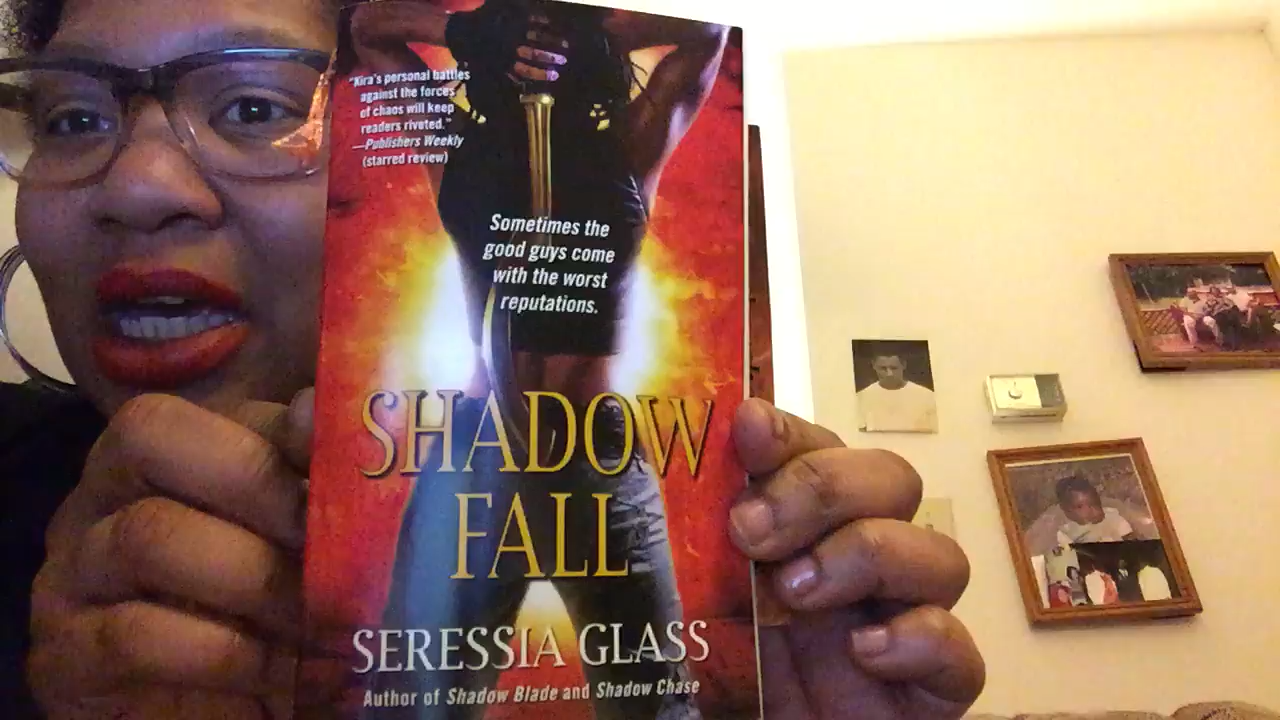 "Kira's personal battles
against the forces
of chaos will keep
readers riveted."
—Publishers Weekly
(starred review)
Sometimes the
good guys come
with the worst
reputations.
SHADOW
FALL
SERESSIA GLASS
Author of Shadow Blade and Shadow Chase